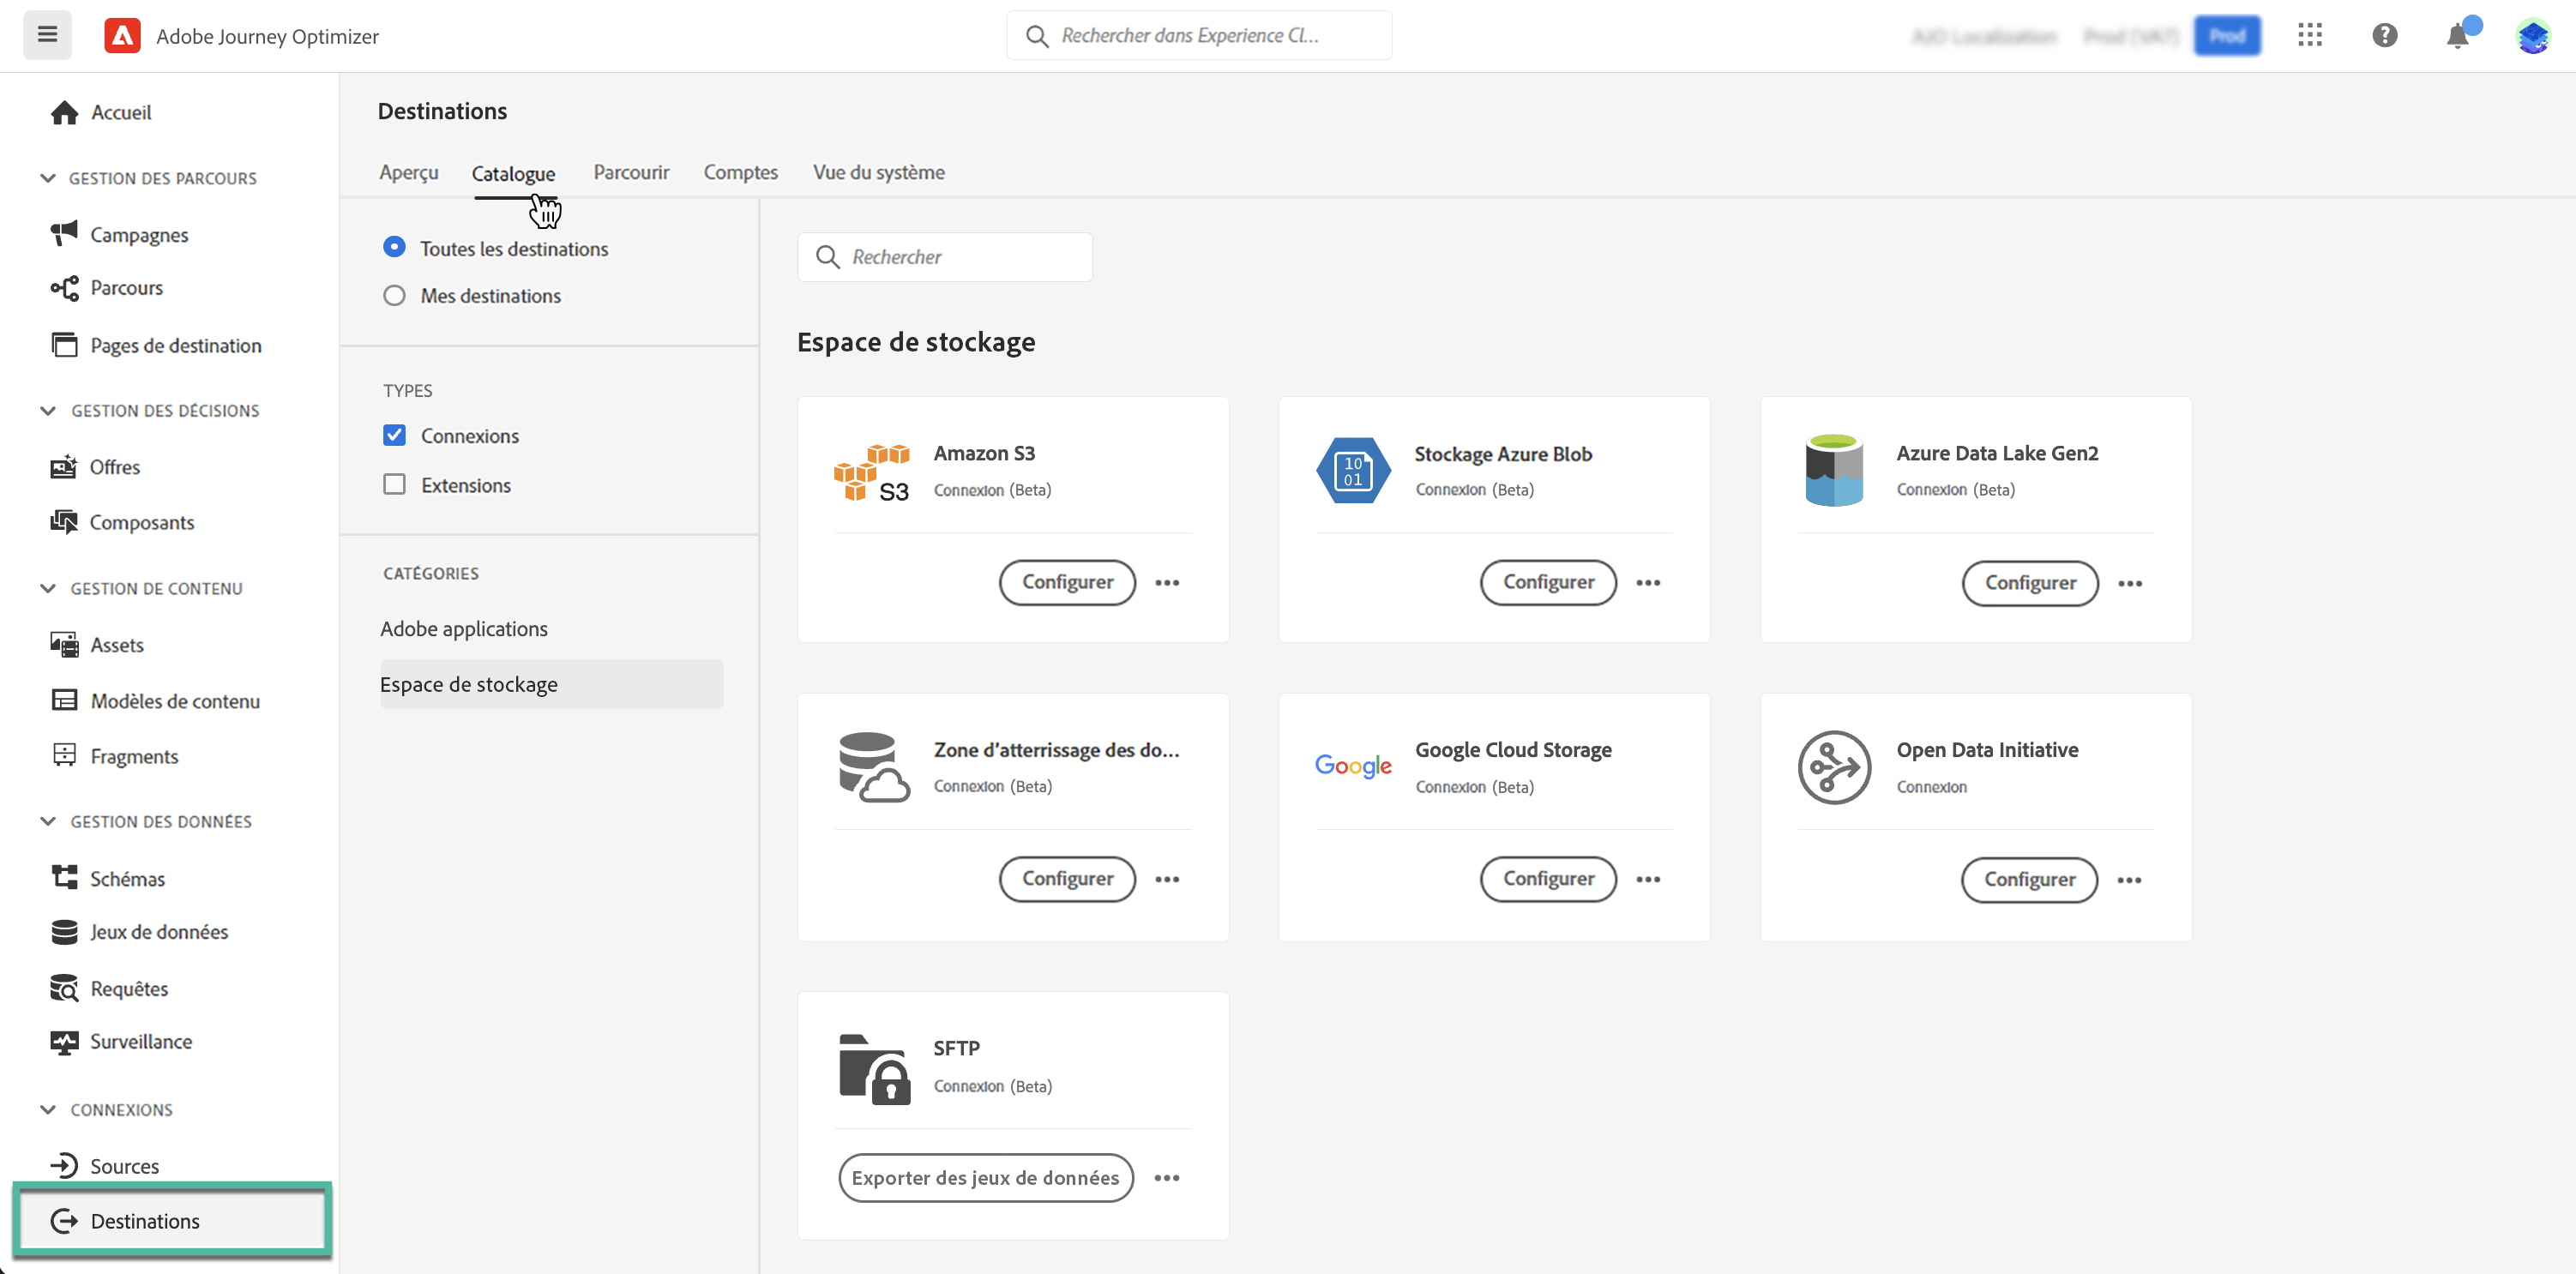 Adobe Journey Optimizer
Rechercher dans Experience Cl...
Prod
Accueil
GESTION DES PARCOURS
Campagnes
Parcours
Pages de destination
GESTION DES DÉCISIONS
Offres
Composants
GESTION DE CONTENU
Assets
Modèles de contenu
Fragments
GESTION DES DONNÉES
Schémas
Jeux de données
Requêtes
Surveillance
CONNEXIONS
Sources
Destinations
Destinations
Aperçu Catalogue Parcourir Comptes Vue du système
Toutes les destinations
Mes destinations
TYPES
Connexions
Extensions
CATÉGORIES
Adobe applications
Espace de stockage
Rechercher
Espace de stockage
S3
Amazon S3
Connexion (Beta)
Configurer
10
01
Stockage Azure Blob
Connexion (Beta)
Configurer
Azure Data Lake Gen2
Connexion (Beta)
Configurer
Zone d’atterrissage des do...
Connexion (Beta)
Configurer
Google
Google Cloud Storage
Connexion (Beta)
Configurer
Open Data Initiative
Connexion
Configurer
SFTP
Connexion (Beta)
Exporter des jeux de données